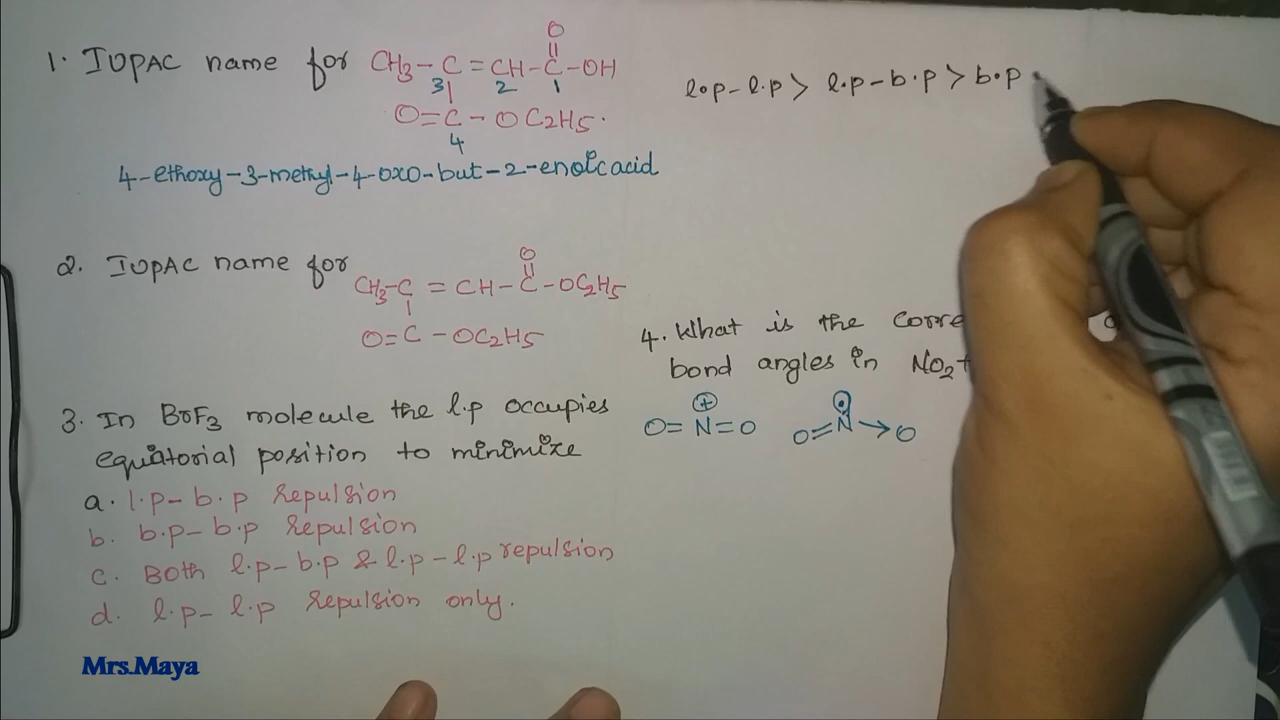 1. IUPAC name for CH3-C=CH-C-OH
O
3 2 1
O=C-OC2H5.
4
4-ethoxy-3-methyl-4-oxo-but-2-enoic acid
l.p-l.p > l.p-b.p > b.p
2. IUPAC name for
O
CH3-C=CH-C-OC2H5
O=C-OC2H5
3. In BrF3 molecule the l.p occupies
equatorial position to minimize
a. l.p-b.p repulsion
b. b.p-b.p repulsion
c. Both l.p-b.p & l.p-l.p repulsion
d. l.p-l.p repulsion only.
4. What is the
bond angles in NO2+
O=N=O O=N→O
+
Mrs.Maya